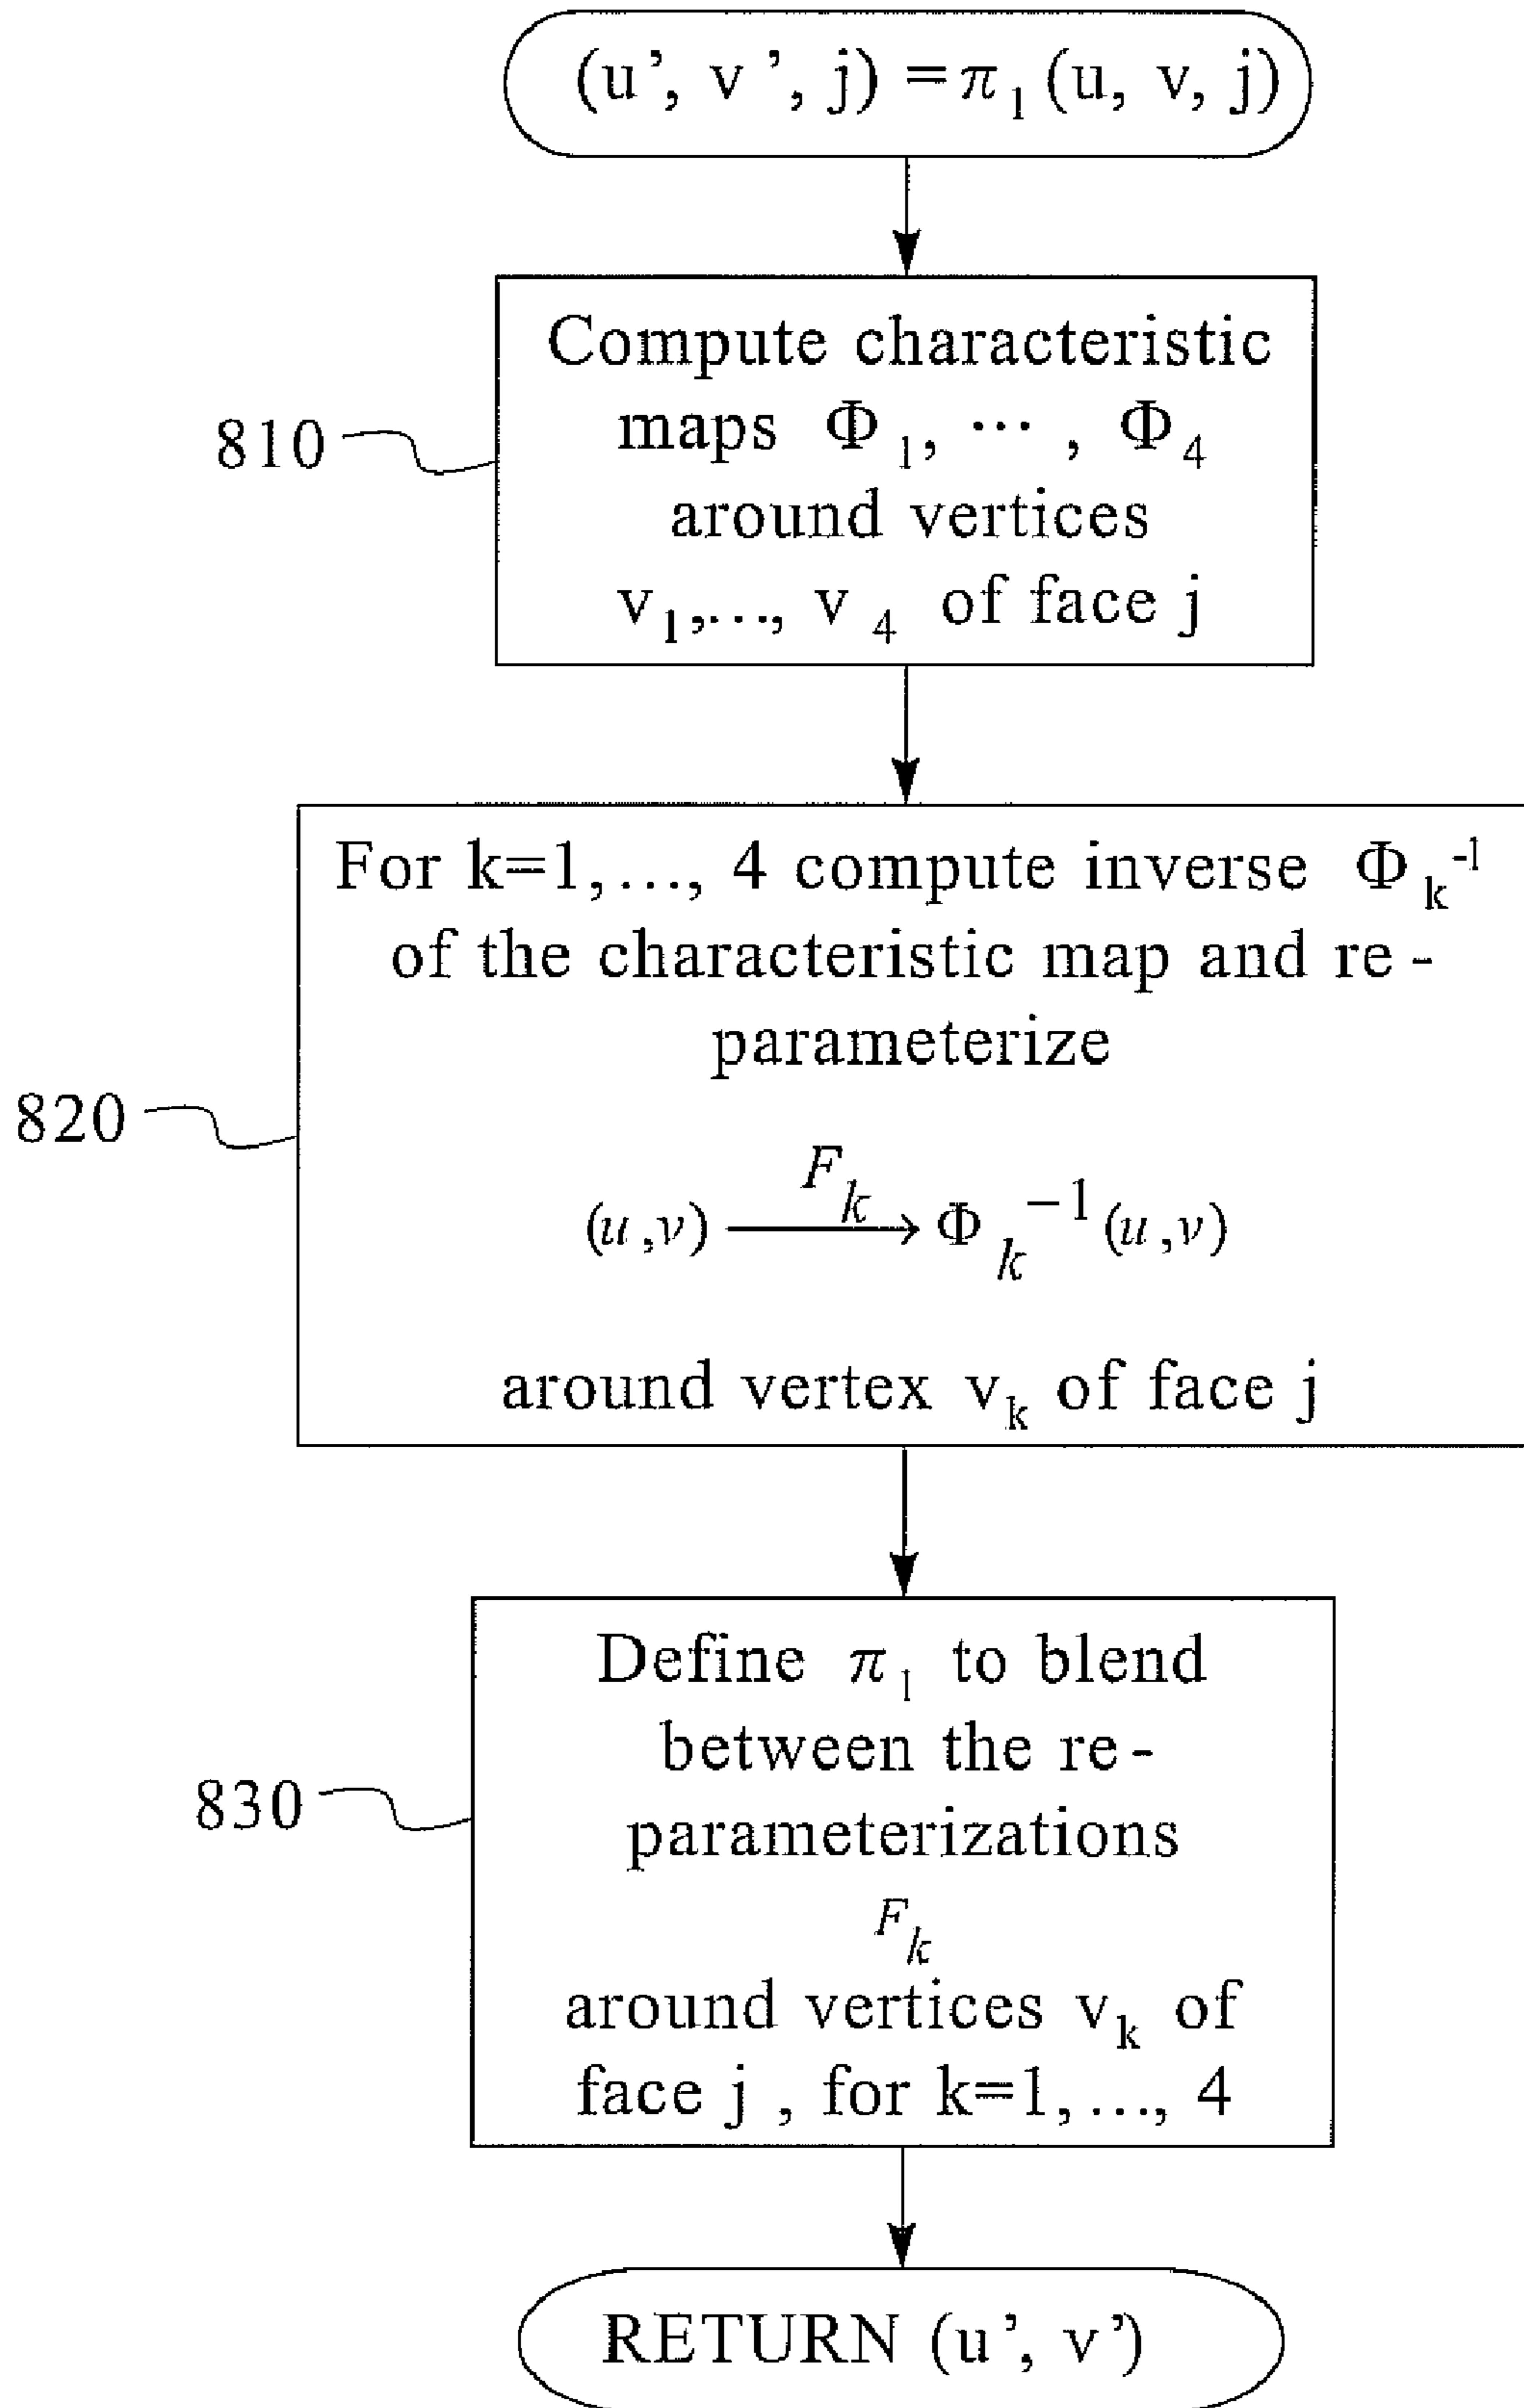 (u’, v ’, j) = π₁ (u, v, j)
Compute characteristic
maps Φ₁, ⋯ , Φ₄
around vertices
v₁,..., v ₄ of face j
810
For k=1,..., 4 compute inverse Φₖ⁻¹
of the characteristic map and re -
parameterize
820
Fₖ
(u,v) ⟶ Φₖ⁻¹ (u,v)
around vertex vₖ of face j
Define π₁ to blend
between the re -
parameterizations
830
Fₖ
around vertices vₖ of
face j , for k=1,..., 4
RETURN (u’, v’)